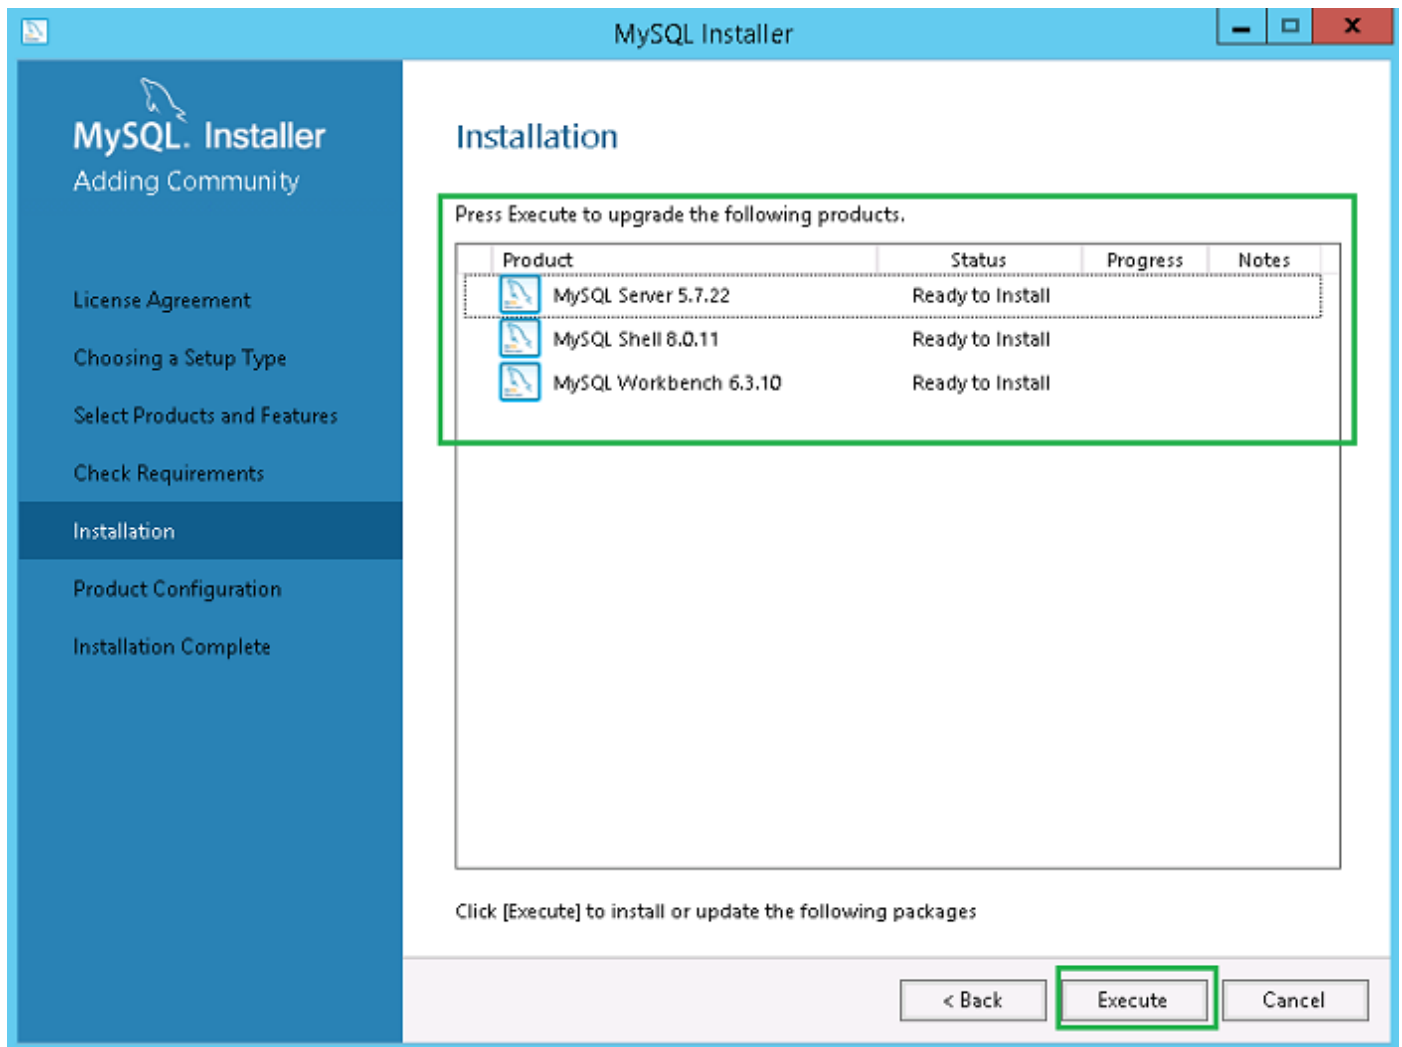 MySQL Installer
MySQL. Installer
Adding Community
License Agreement
Choosing a Setup Type
Select Products and Features
Check Requirements
Installation
Product Configuration
Installation Complete
Installation
Press Execute to upgrade the following products.
Product Status Progress Notes
MySQL Server 5.7.22 Ready to Install
MySQL Shell 8.0.11 Ready to Install
MySQL Workbench 6.3.10 Ready to Install
Click [Execute] to install or update the following packages
< Back Execute Cancel